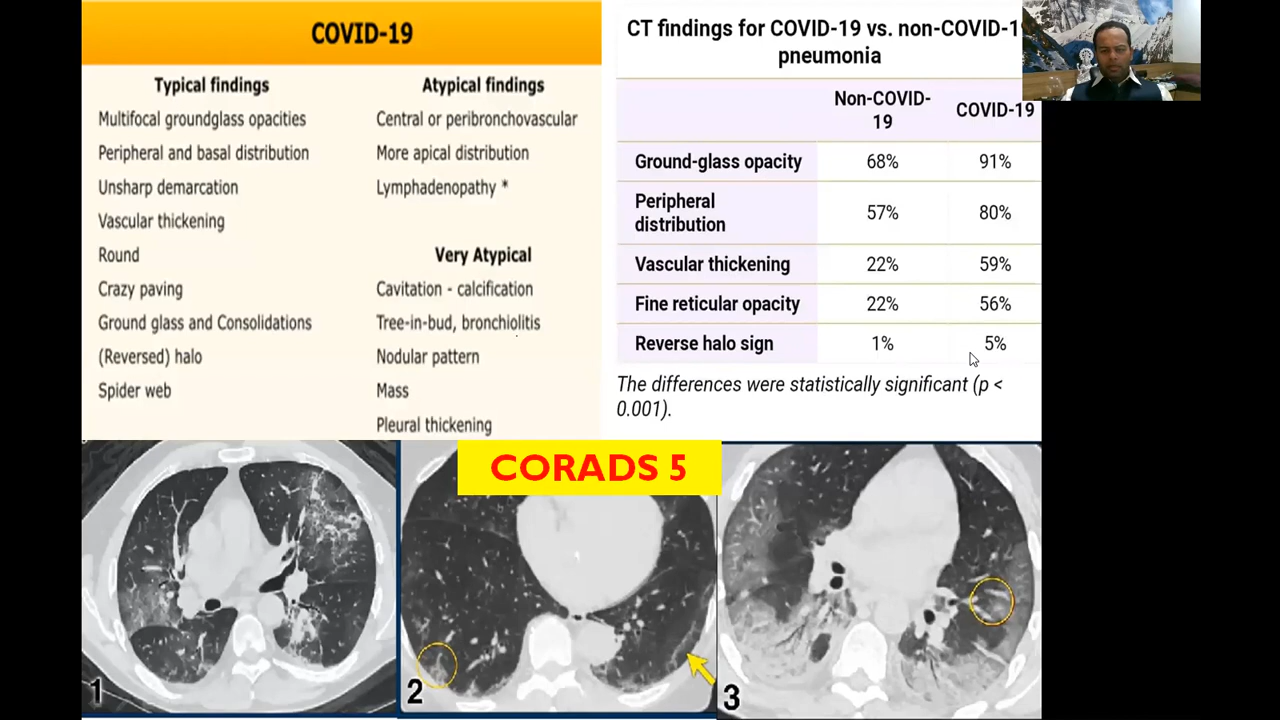 COVID-19
Typical findings
Multifocal groundglass opacities
Peripheral and basal distribution
Unsharp demarcation
Vascular thickening
Round
Crazy paving
Ground glass and Consolidations
(Reversed) halo
Spider web
Atypical findings
Central or peribronchovascular
More apical distribution
Lymphadenopathy *
Very Atypical
Cavitation - calcification
Tree-in-bud, bronchiolitis
Nodular pattern
Mass
Pleural thickening
CT findings for COVID-19 vs. non-COVID-1
pneumonia
Non-COVID-
19
COVID-19
Ground-glass opacity 68% 91%
Peripheral
distribution 57% 80%
Vascular thickening 22% 59%
Fine reticular opacity 22% 56%
Reverse halo sign 1% 5%
The differences were statistically significant (p <
0.001).
CORADS 5
1
2
3